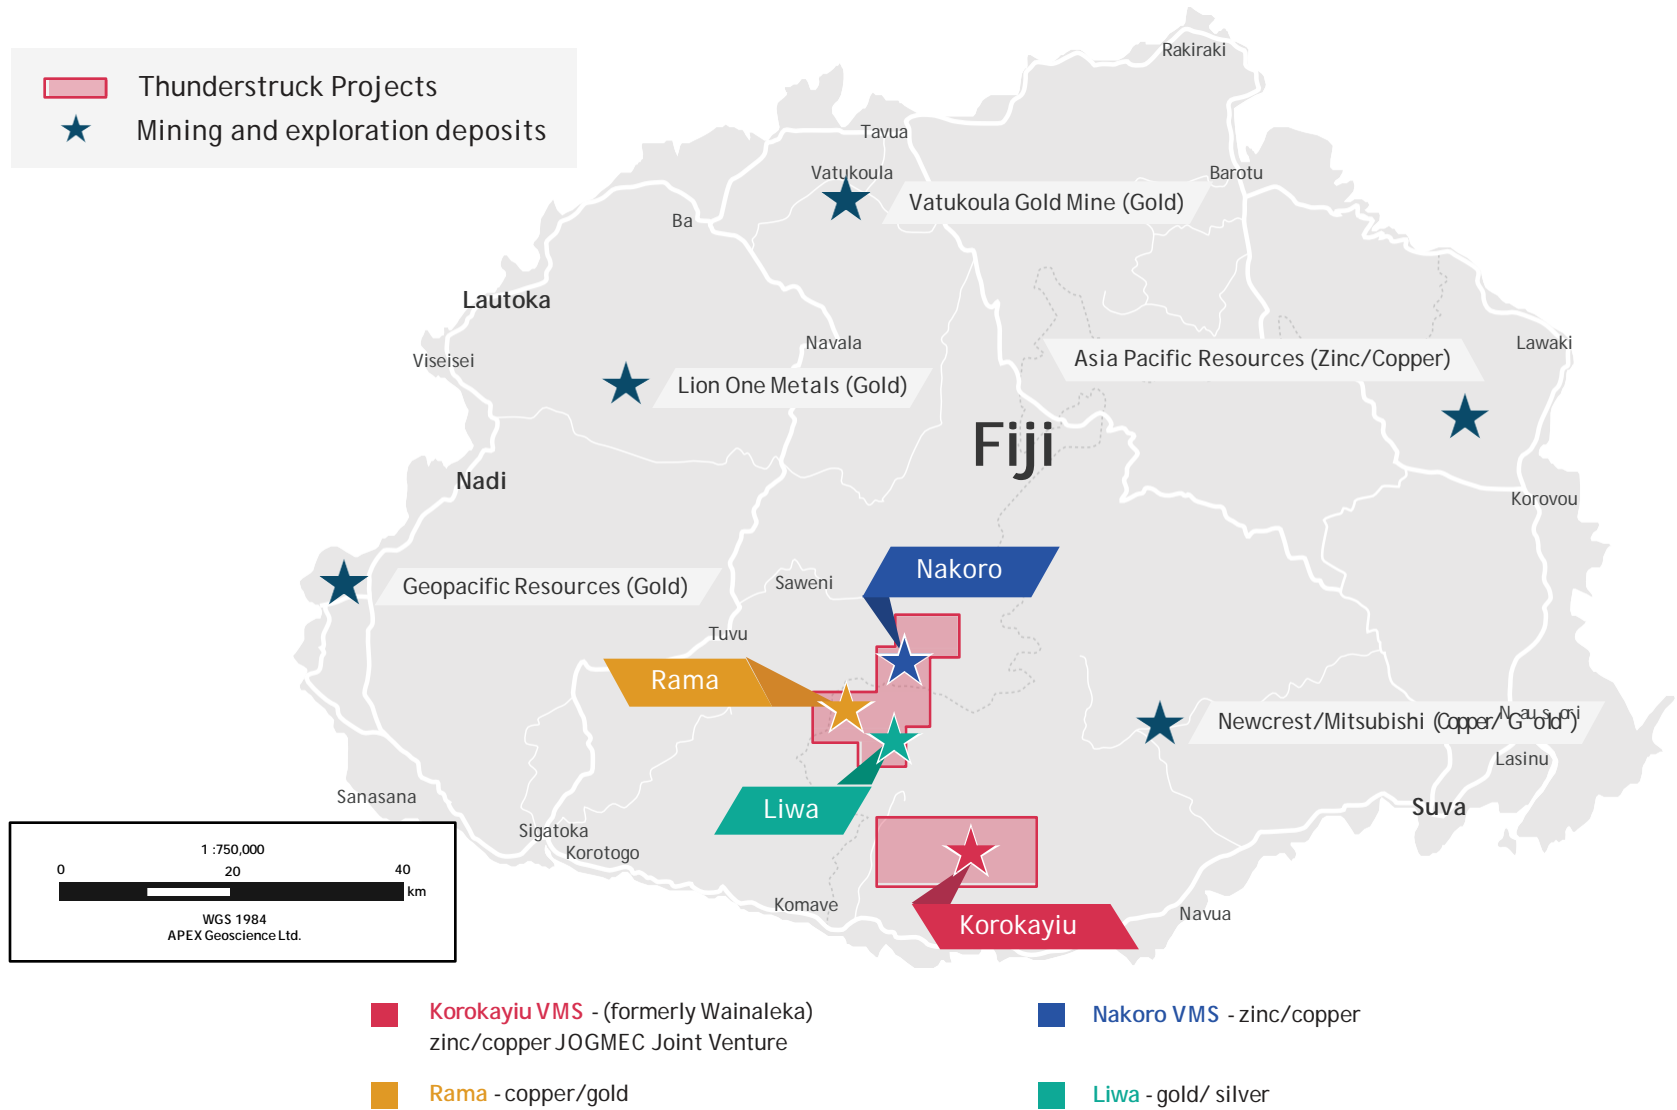 Thunderstruck Projects
Mining and exploration deposits
Rakiraki
Tavua
Vatukoula
Barotu
Vatukoula Gold Mine (Gold)
Ba
Lautoka
Navala
Lawaki
Viseisei
Asia Pacific Resources (Zinc/Copper)
Lion One Metals (Gold)
Fiji
Nadi
Korovou
Nakoro
Saweni
Geopacific Resources (Gold)
Tuvu
Rama
Nausori
Newcrest/Mitsubishi (Copper/ Gold)
Lasinu
Liwa
Sanasana
Suva
Sigatoka
Korotogo
Komave
Navua
Korokayiu
1 :750,000
0 20 40
km
WGS 1984
APEX Geoscience Ltd.
Korokayiu VMS - (formerly Wainaleka)
zinc/copper JOGMEC Joint Venture
Nakoro VMS - zinc/copper
Rama - copper/gold
Liwa - gold/ silver